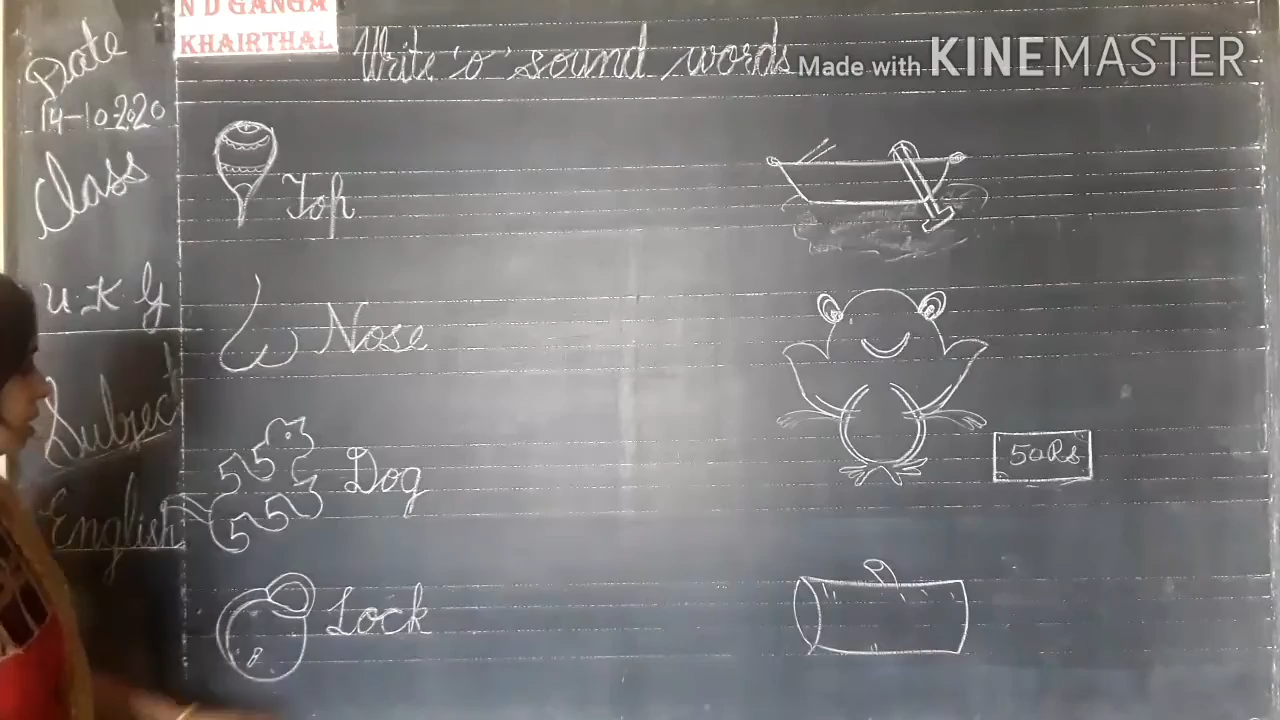 N D GANGA
KHAIRTHAL
Write 'o' sound words
Made with KINEMASTER
Date
14-10-2020
Class
U.K.G
Subject
English
Top
Nose
Dog
Lock
50Rs